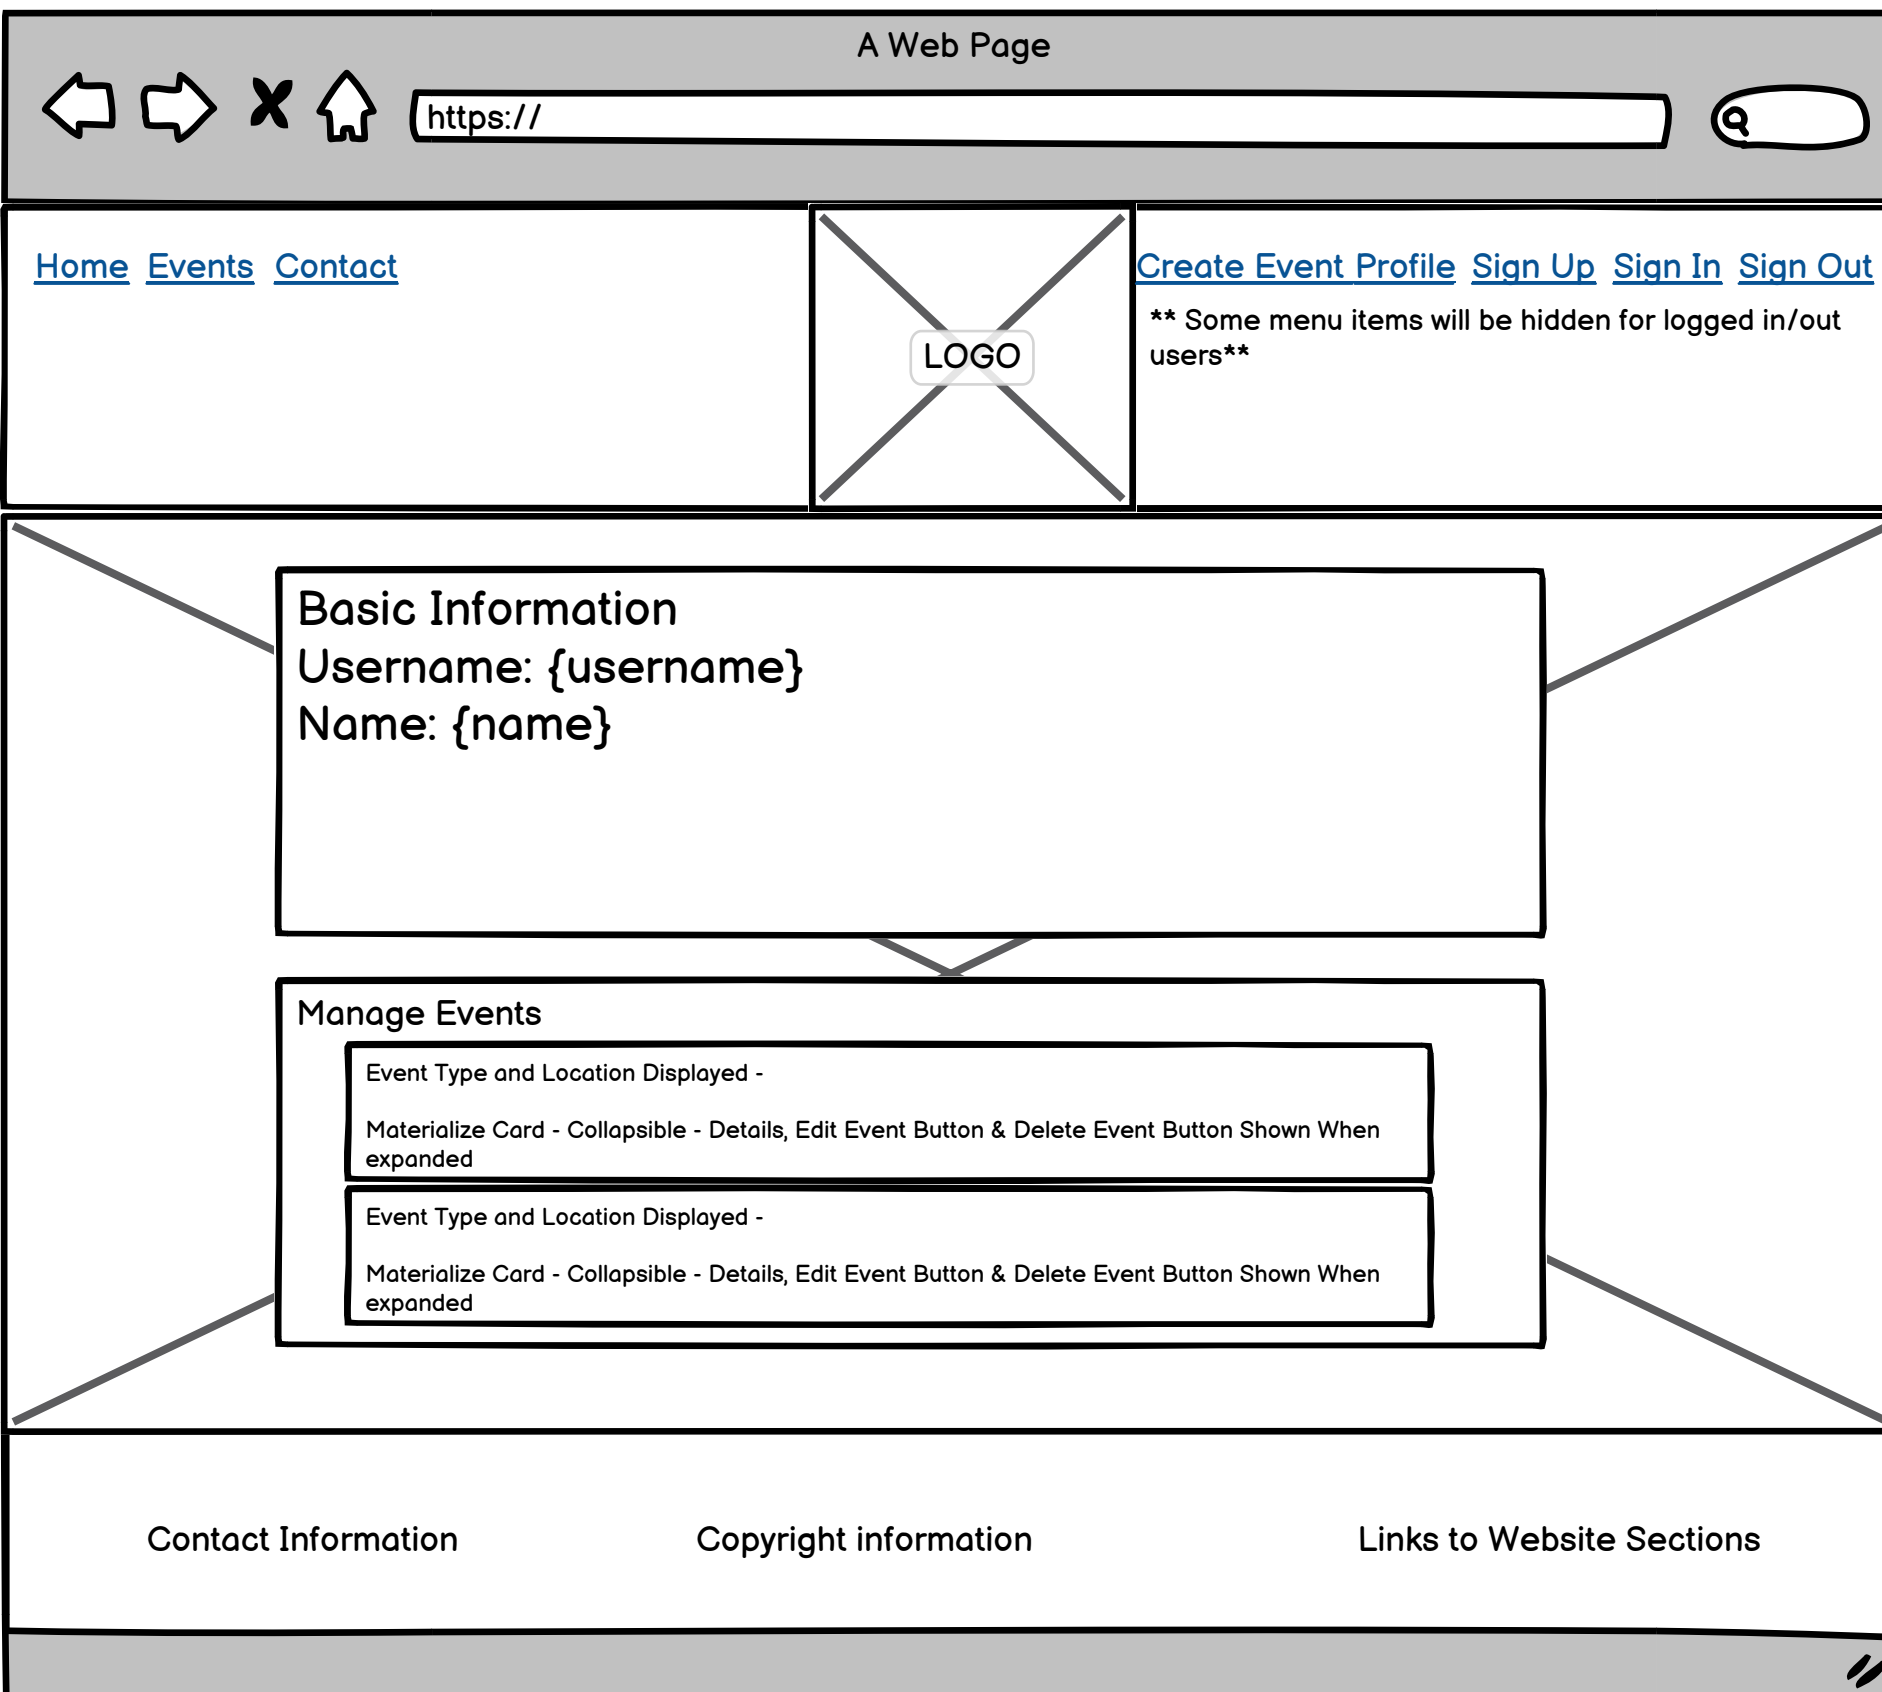 A Web Page
https://
Home Events Contact
LOGO
Create Event Profile Sign Up Sign In Sign Out
** Some menu items will be hidden for logged in/out
users**
Basic Information
Username: {username}
Name: {name}
Manage Events
Event Type and Location Displayed -
Materialize Card - Collapsible - Details, Edit Event Button & Delete Event Button Shown When
expanded
Event Type and Location Displayed -
Materialize Card - Collapsible - Details, Edit Event Button & Delete Event Button Shown When
expanded
Contact Information
Copyright information
Links to Website Sections